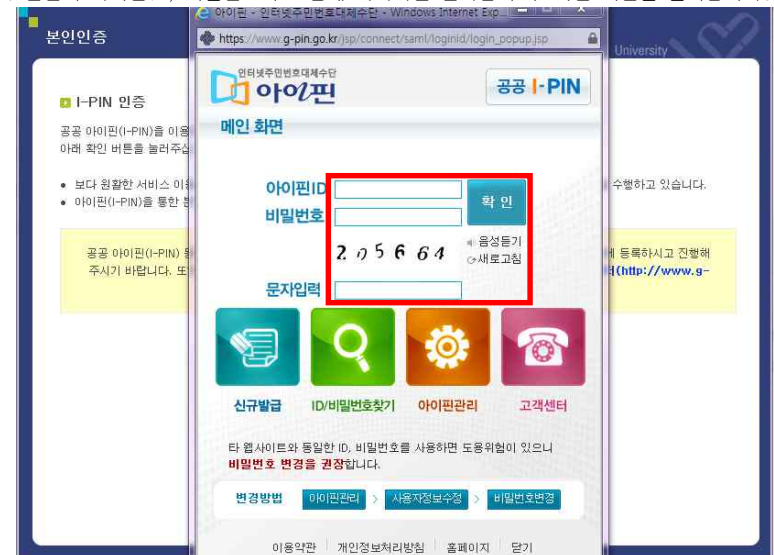 아이핀 - 인터넷주민번호대체수단 - Windows Internet Exp...
본인인증
https://www.g-pin.go.kr/jsp/connect/saml/loginid/login_popup.jsp
University
인터넷주민번호대체수단
아이핀
공공 I-PIN
I-PIN 인증
메인 화면
공공 아이핀(I-PIN)을 이용
아래 확인 버튼을 눌러주십
보다 원활한 서비스 이용
수행하고 있습니다.
아이핀(I-PIN)을 통한 본
아이핀ID
비밀번호
확 인
음성듣기
새로고침
문자입력
공공 아이핀(I-PIN) 등
에 등록하시고 진행해
주시기 바랍니다. 또
(http://www.g-
신규발급 ID/비밀번호찾기 아이핀관리 고객센터
타 웹사이트와 동일한 ID, 비밀번호를 사용하면 도용위험이 있으니
비밀번호 변경을 권장합니다.
변경방법 아이핀관리 > 사용자정보수정 > 비밀번호변경
이용약관 개인정보처리방침 홈페이지 닫기